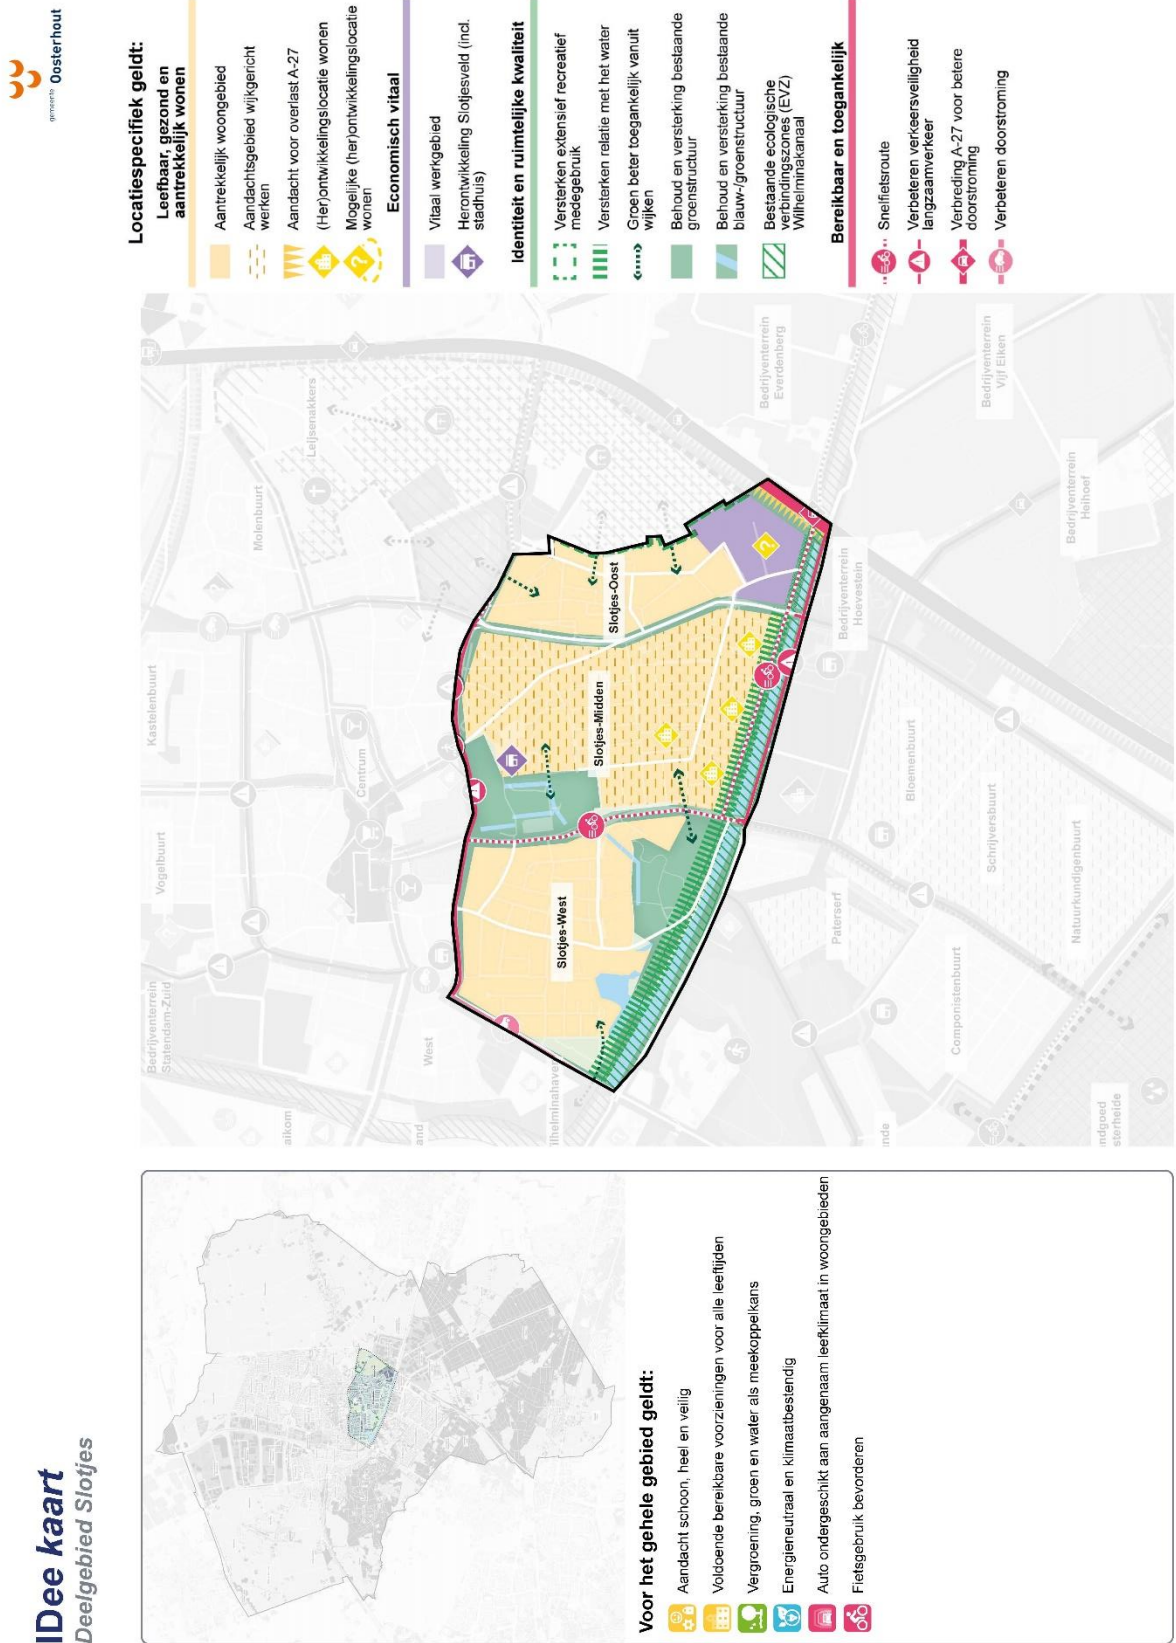 IDee kaart
Deelgebied Slotjes
gemeente Oosterhout
Voor het gehele gebied geldt:
Aandacht schoon, heel en veilig
Voldoende bereikbare voorzieningen voor alle leeftijden
Vergroening, groen en water als meekoppelkans
Energieneutraal en klimaatbestendig
Auto ondergeschikt aan aangenaam leefklimaat in woongebieden
Fietsgebruik bevorderen
Bedrijventerrein
Statendam-Zuid
Vogelbuurt
Kastelenbuurt
Molenbuurt
Leijsenakkers
Centrum
West
aikom
and
ilhelminahaven
Slotjes-West
Slotjes-Midden
Slotjes-Oost
Bedrijventerrein
Everdenberg
Bedrijventerrein
Hoevestein
Bedrijventerrein
Vijf Eiken
Bedrijventerrein
Heihoef
Paterserf
Bloemenbuurt
Schrijversbuurt
Componistenbuurt
Natuurkundigenbuurt
nde
ndgoed
sterheide
Locatiespecifiek geldt:
Leefbaar, gezond en
aantrekkelijk wonen
Aantrekkelijk woongebied
Aandachtsgebied wijkgericht
werken
Aandacht voor overlast A-27
(Her)ontwikkelingslocatie wonen
Mogelijke (her)ontwikkelingslocatie
wonen
Economisch vitaal
Vitaal werkgebied
Herontwikkeling Slotjesveld (incl.
stadhuis)
Identiteit en ruimtelijke kwaliteit
Versterken extensief recreatief
medegebruik
Versterken relatie met het water
Groen beter toegankelijk vanuit
wijken
Behoud en versterking bestaande
groenstructuur
Behoud en versterking bestaande
blauw-/groenstructuur
Bestaande ecologische
verbindingszones (EVZ)
Wilhelminakanaal
Bereikbaar en toegankelijk
Snelfietsroute
Verbeteren verkeersveiligheid
langzaamverkeer
Verbreding A-27 voor betere
doorstroming
Verbeteren doorstroming